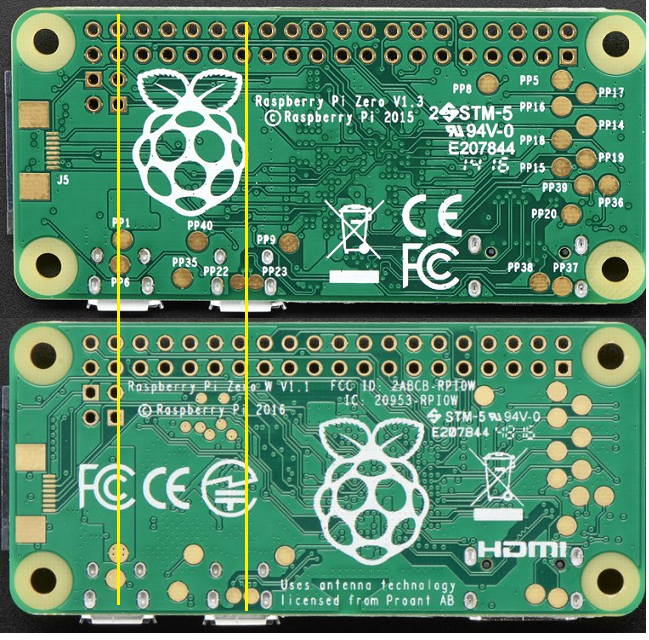 PP8
PP5
PP17
PP16
Raspberry Pi Zero V1.3
©Raspberry Pi 2015
2 STM-5
94V-0
E207844
1416
PP14
PP18
PP19
PP15
PP39
PP36
PP20
J5
CE
FC
PP1
PP40
PP9
PP6
PP35
PP22
PP23
PP38
PP37
Raspberry Pi Zero W V1.1
©Raspberry Pi 2016
FCC ID: 2ABCB-RPI0W
IC: 20953-RPI0W
STM-5 94V-0
E207844
FC CE
HDMI
Uses antenna technology
licensed from Proant AB